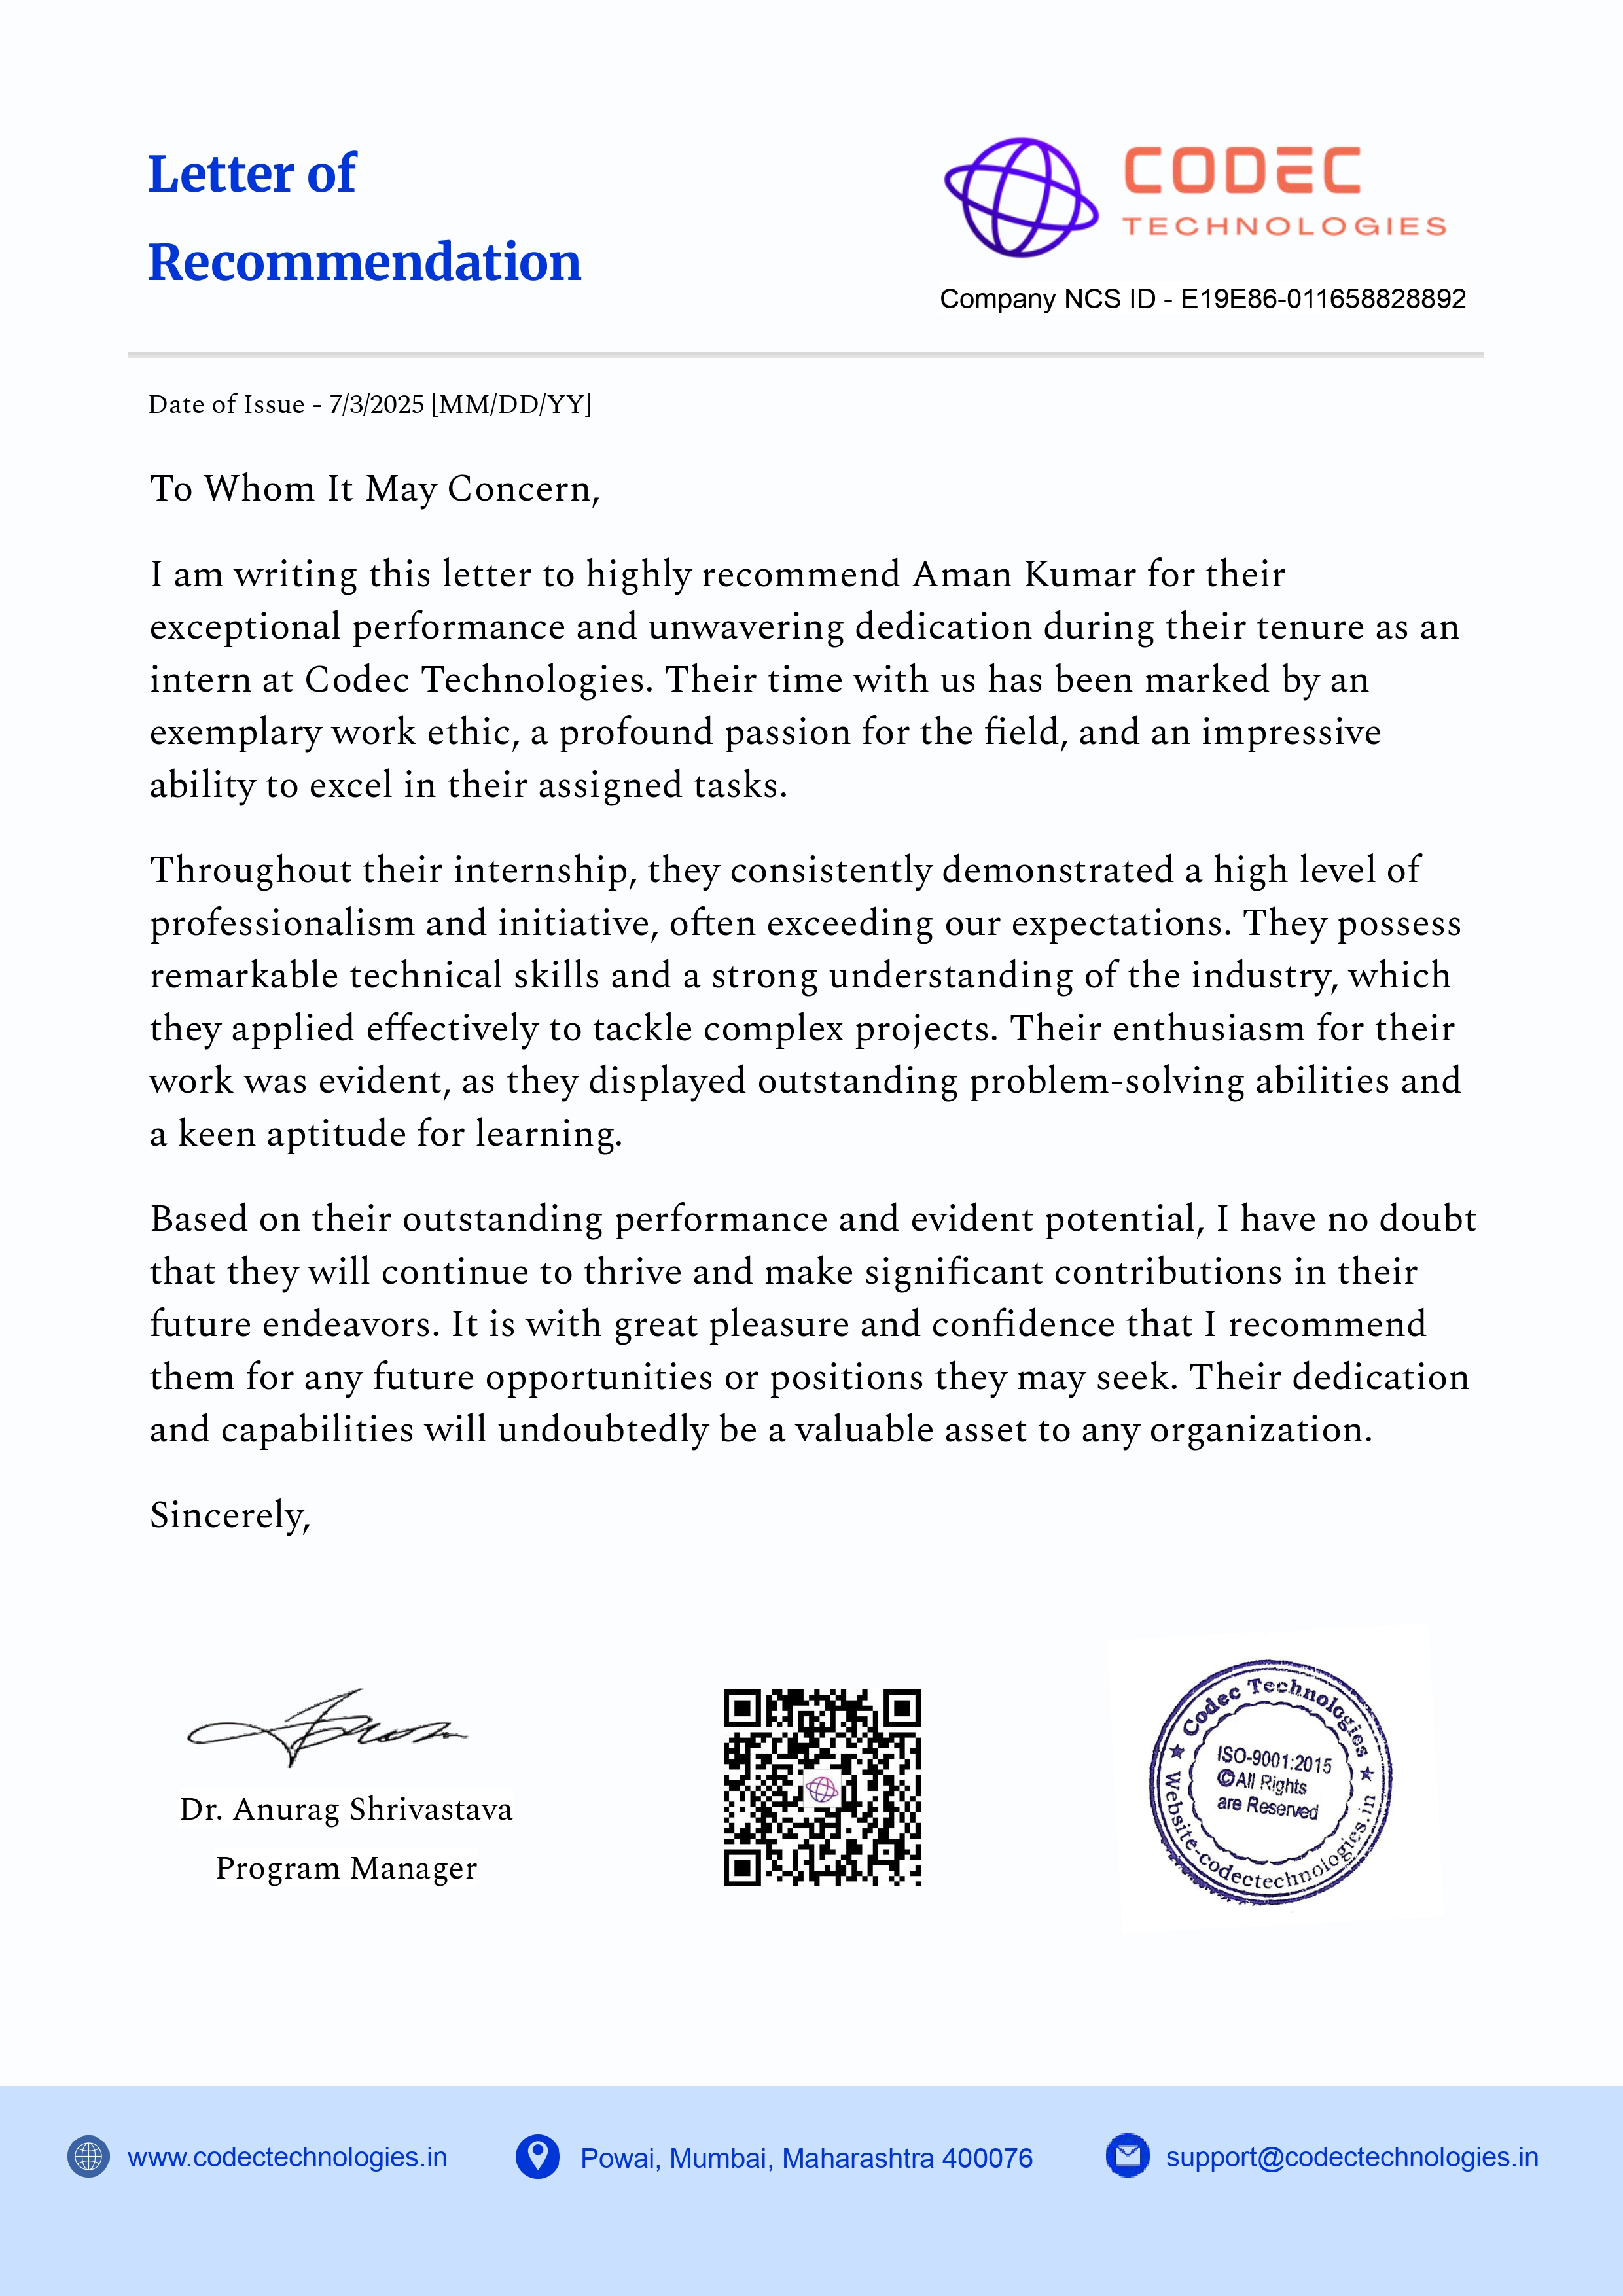 Letter of
Recommendation
CODEC
TECHNOLOGIES
Company NCS ID - E19E86-011658828892
Date of Issue - 7/3/2025 [MM/DD/YY]
To Whom It May Concern,
I am writing this letter to highly recommend Aman Kumar for their
exceptional performance and unwavering dedication during their tenure as an
intern at Codec Technologies. Their time with us has been marked by an
exemplary work ethic, a profound passion for the field, and an impressive
ability to excel in their assigned tasks.
Throughout their internship, they consistently demonstrated a high level of
professionalism and initiative, often exceeding our expectations. They possess
remarkable technical skills and a strong understanding of the industry, which
they applied effectively to tackle complex projects. Their enthusiasm for their
work was evident, as they displayed outstanding problem-solving abilities and
a keen aptitude for learning.
Based on their outstanding performance and evident potential, I have no doubt
that they will continue to thrive and make significant contributions in their
future endeavors. It is with great pleasure and confidence that I recommend
them for any future opportunities or positions they may seek. Their dedication
and capabilities will undoubtedly be a valuable asset to any organization.
Sincerely,
Dr. Anurag Shrivastava
Program Manager
★ Codec Technologies ★
ISO-9001:2015
©All Rights
are Reserved
Website-codectechnologies.in
www.codectechnologies.in
Powai, Mumbai, Maharashtra 400076
support@codectechnologies.in